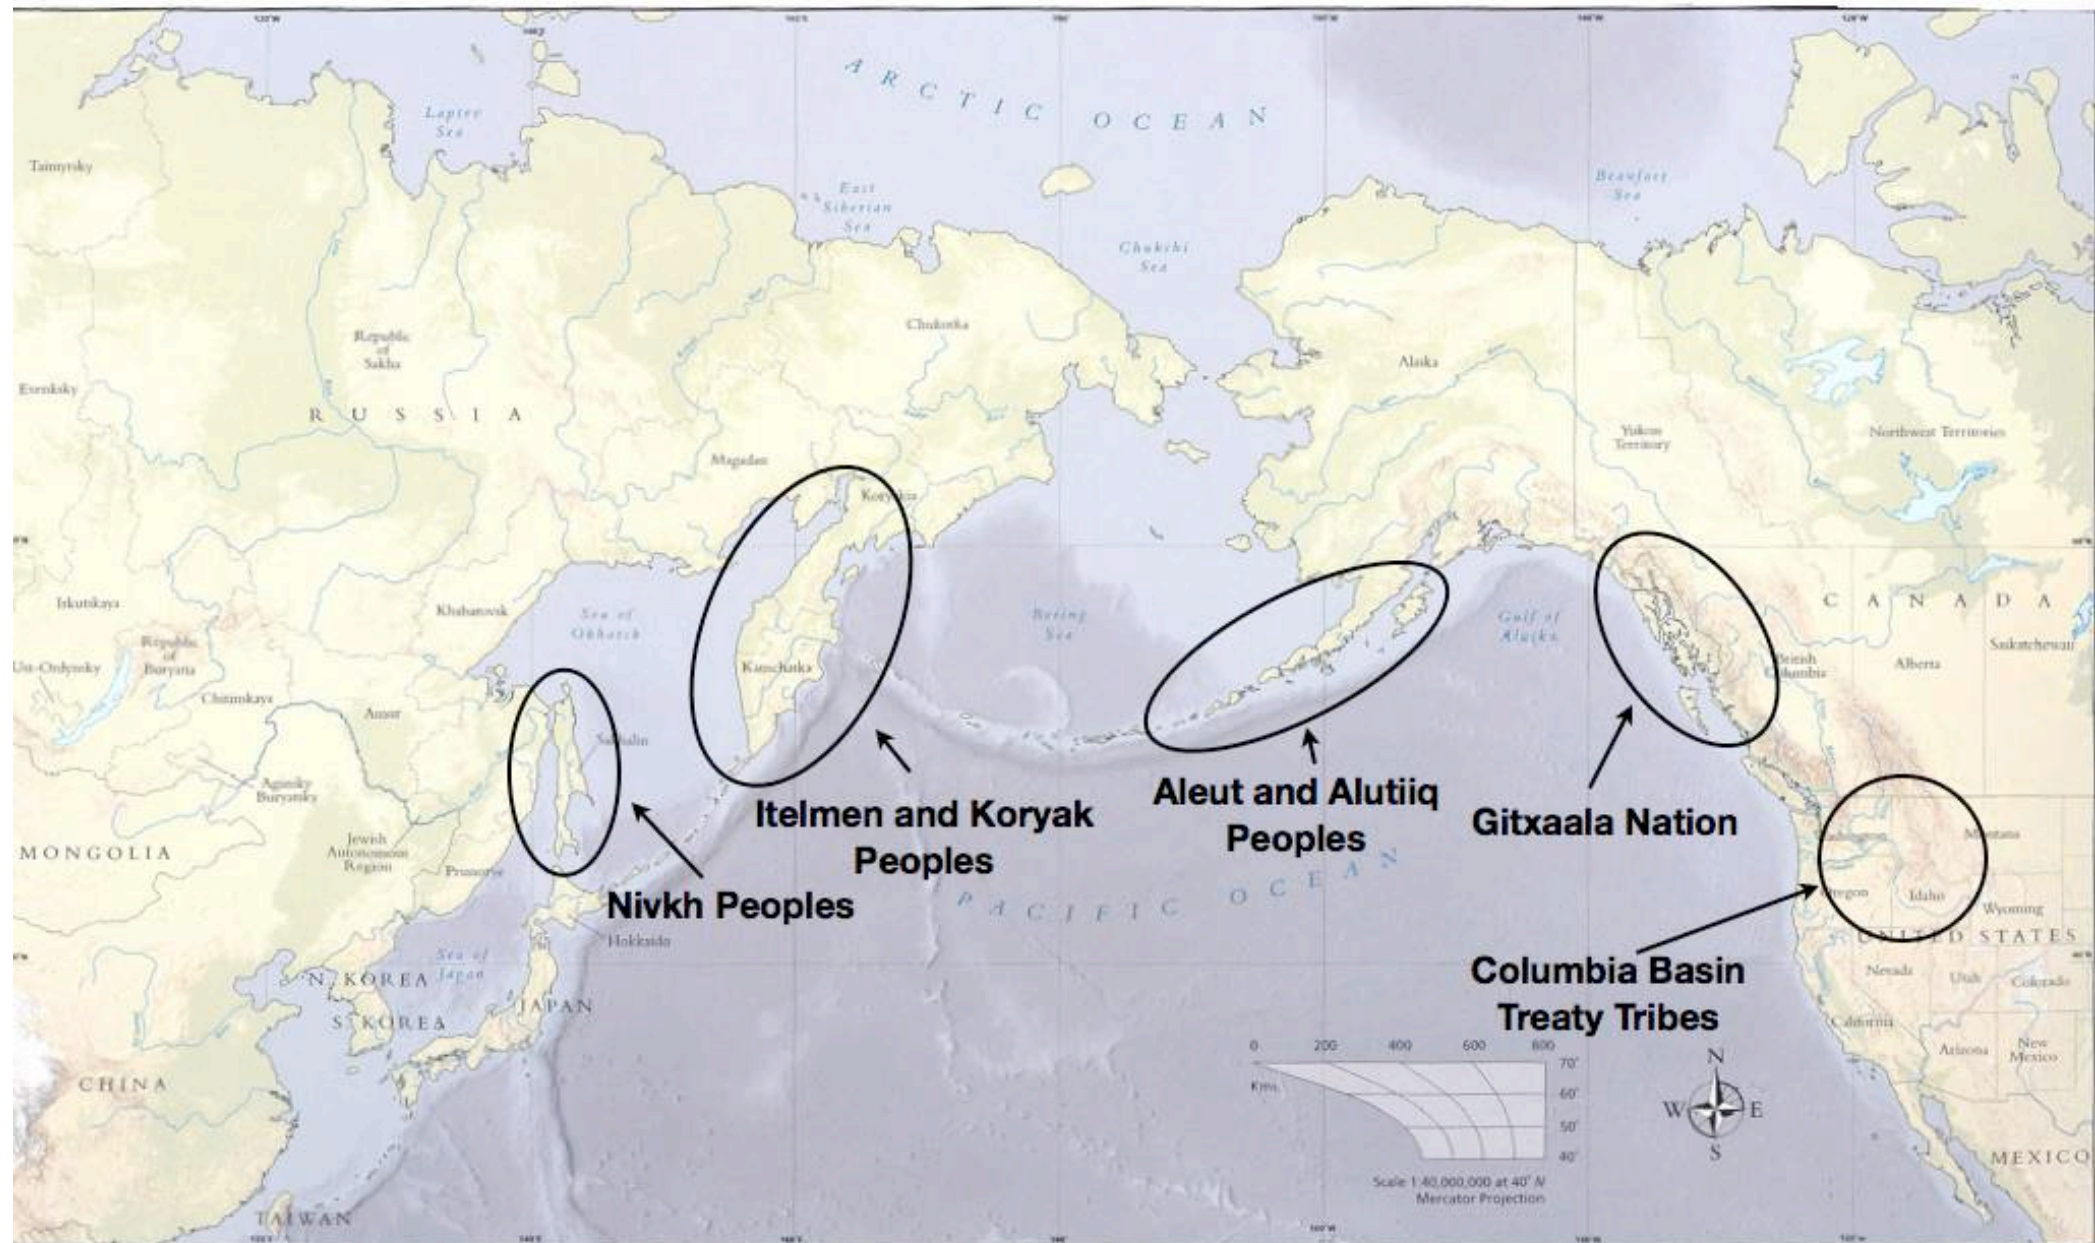 ARCTIC OCEAN
Laptev
Sea
Taimyrsky
East
Siberian
Sea
Beaufort
Sea
Chukchi
Sea
Chukotka
Republic
of
Sakha
Alaska
Evenksky
RUSSIA
Yukon
Territory
Northwest Territories
Magadan
Koryakia
Irkutskaya
Khabarovsk
Sea of
Okhotsk
Bering
Sea
Gulf of
Alaska
CANADA
Saskatchewan
Republic
of
Buryatia
Ust-Ordynsky
Kamchatka
British
Columbia
Alberta
Chitinskaya
Amur
Sakhalin
Aginsky
Buryatsky
Itelmen and Koryak
Peoples
Aleut and Alutiiq
Peoples
Gitxaala Nation
Washington
Montana
MONGOLIA
Jewish
Autonomous
Region
Primorye
Nivkh Peoples
PACIFIC OCEAN
Oregon
Idaho
Wyoming
Hokkaido
UNITED STATES
Sea of
Japan
N. KOREA
Columbia Basin
Treaty Tribes
Nevada
Utah
Colorado
JAPAN
S. KOREA
California
Arizona
New
Mexico
0 200 400 600 800
Kms.
70°
60°
50°
40°
N
W E
S
CHINA
MEXICO
Scale 1:40,000,000 at 40° N
Mercator Projection
TAIWAN